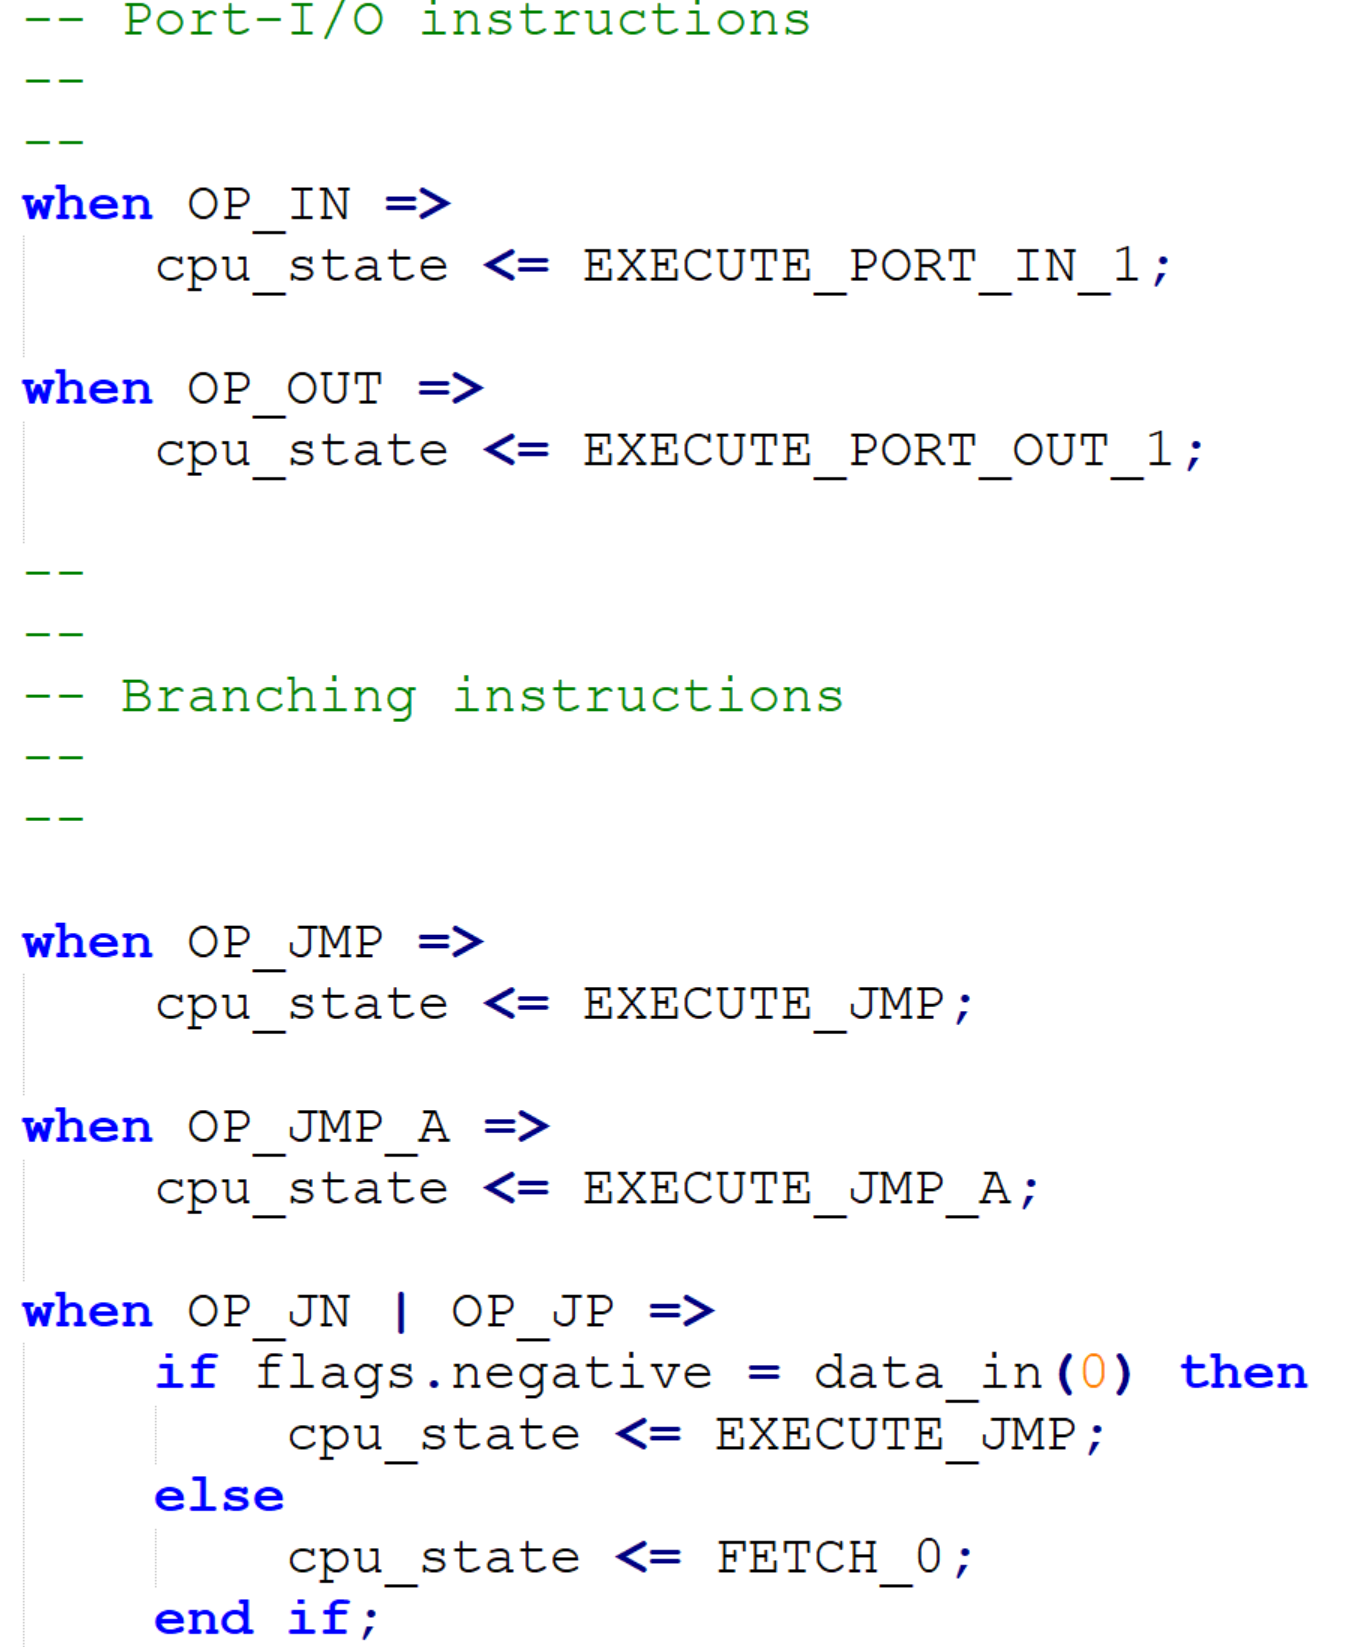 -- Port-I/O instructions
--
--
when OP_IN =>
    cpu_state <= EXECUTE_PORT_IN_1;

when OP_OUT =>
    cpu_state <= EXECUTE_PORT_OUT_1;

--
--
-- Branching instructions
--
--

when OP_JMP =>
    cpu_state <= EXECUTE_JMP;

when OP_JMP_A =>
    cpu_state <= EXECUTE_JMP_A;

when OP_JN | OP_JP =>
    if flags.negative = data_in(0) then
        cpu_state <= EXECUTE_JMP;
    else
        cpu_state <= FETCH_0;
    end if;